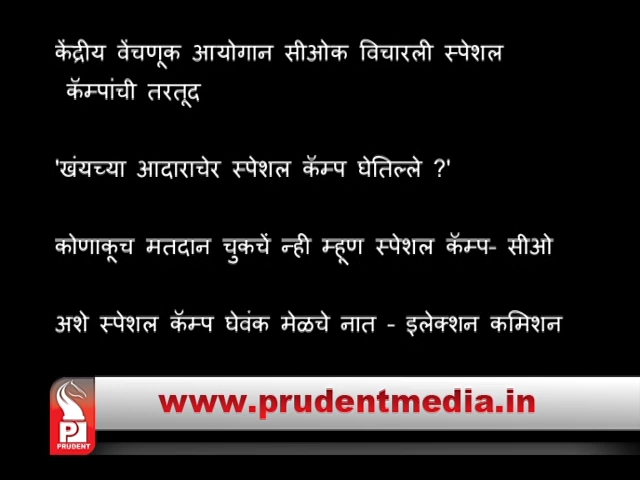 केंद्रीय वेंचणूक आयोगान सीओक विचारली स्पेशल
कॅम्पांची तरतूद
'खंयच्या आदाराचेर स्पेशल कॅम्प घेतिल्ले ?'
कोणाकूच मतदान चुकचें न्ही म्हूण स्पेशल कॅम्प- सीओ
अशे स्पेशल कॅम्प घेवंक मेळचे नात - इलेक्शन कमिशन
www.prudentmedia.in
PRUDENT